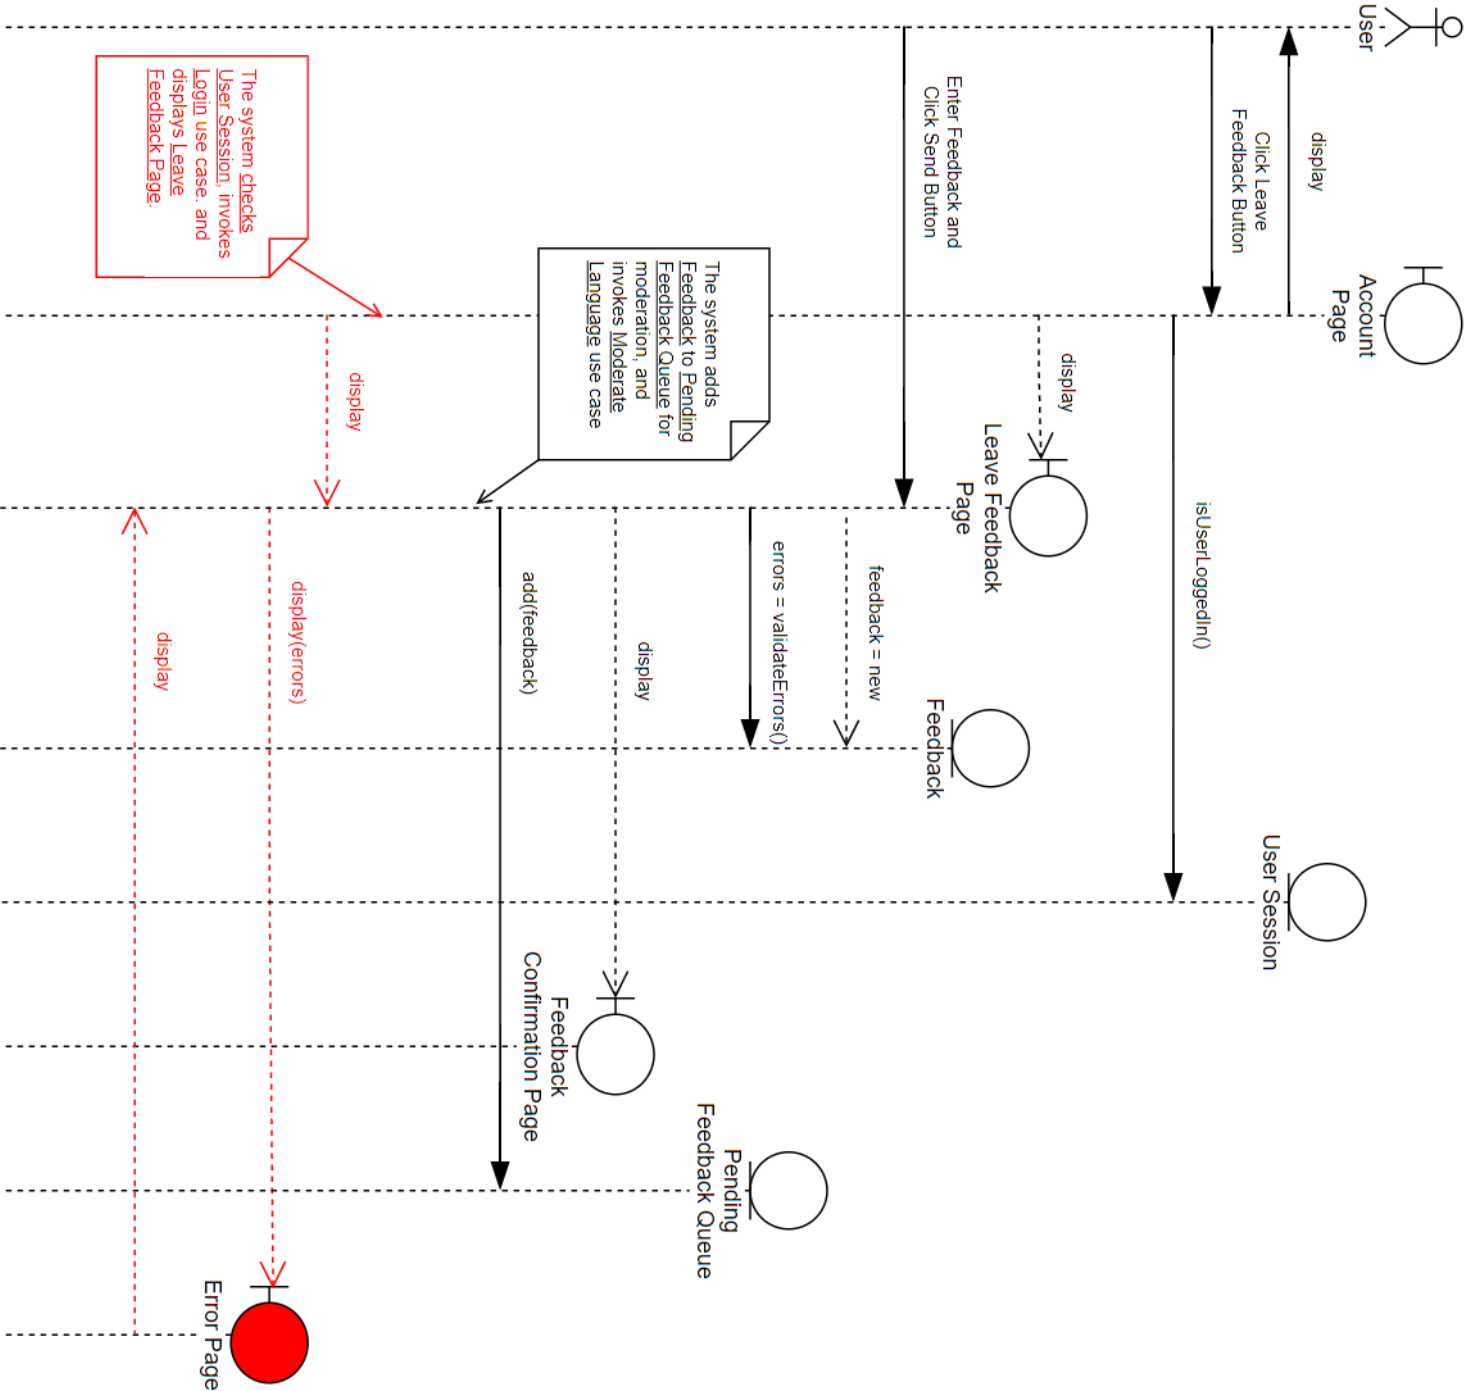 User
Account
Page
display
Click Leave
Feedback Button
isUserLoggedIn()
User Session
display
Leave Feedback
Page
Enter Feedback and
Click Send Button
feedback = new
Feedback
errors = validateErrors()
The system adds
Feedback to Pending
Feedback Queue for
moderation, and
invokes Moderate
Language use case
display
Feedback
Confirmation Page
Pending
Feedback Queue
add(feedback)
The system checks
User Session, invokes
Login use case. and
displays Leave
Feedback Page.
display
display(errors)
Error Page
display